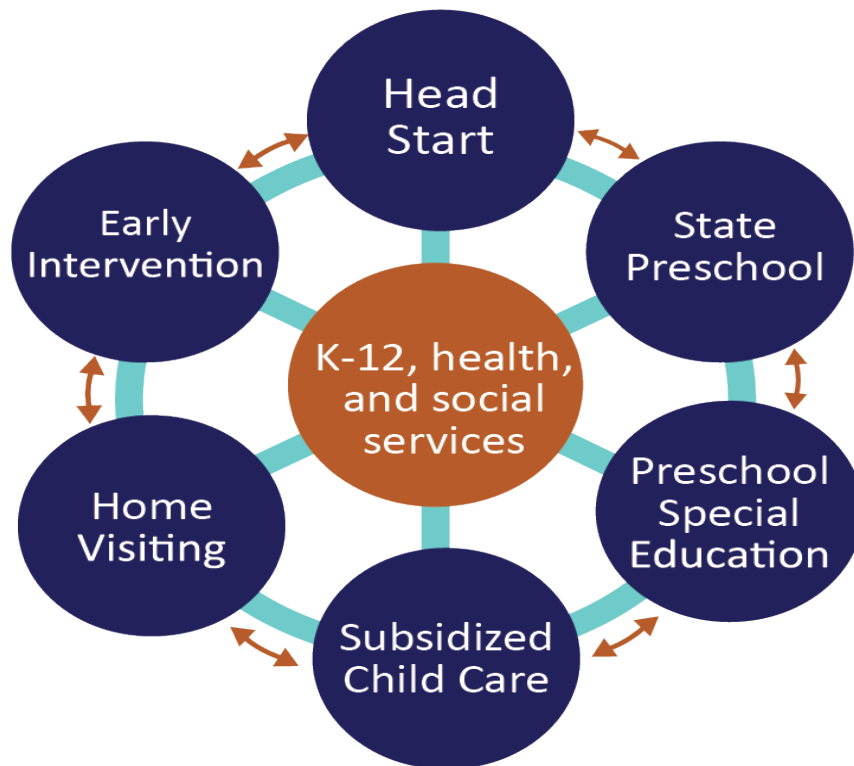 Head
Start
Early
Intervention
State
Preschool
K-12, health,
and social
services
Home
Visiting
Preschool
Special
Education
Subsidized
Child Care